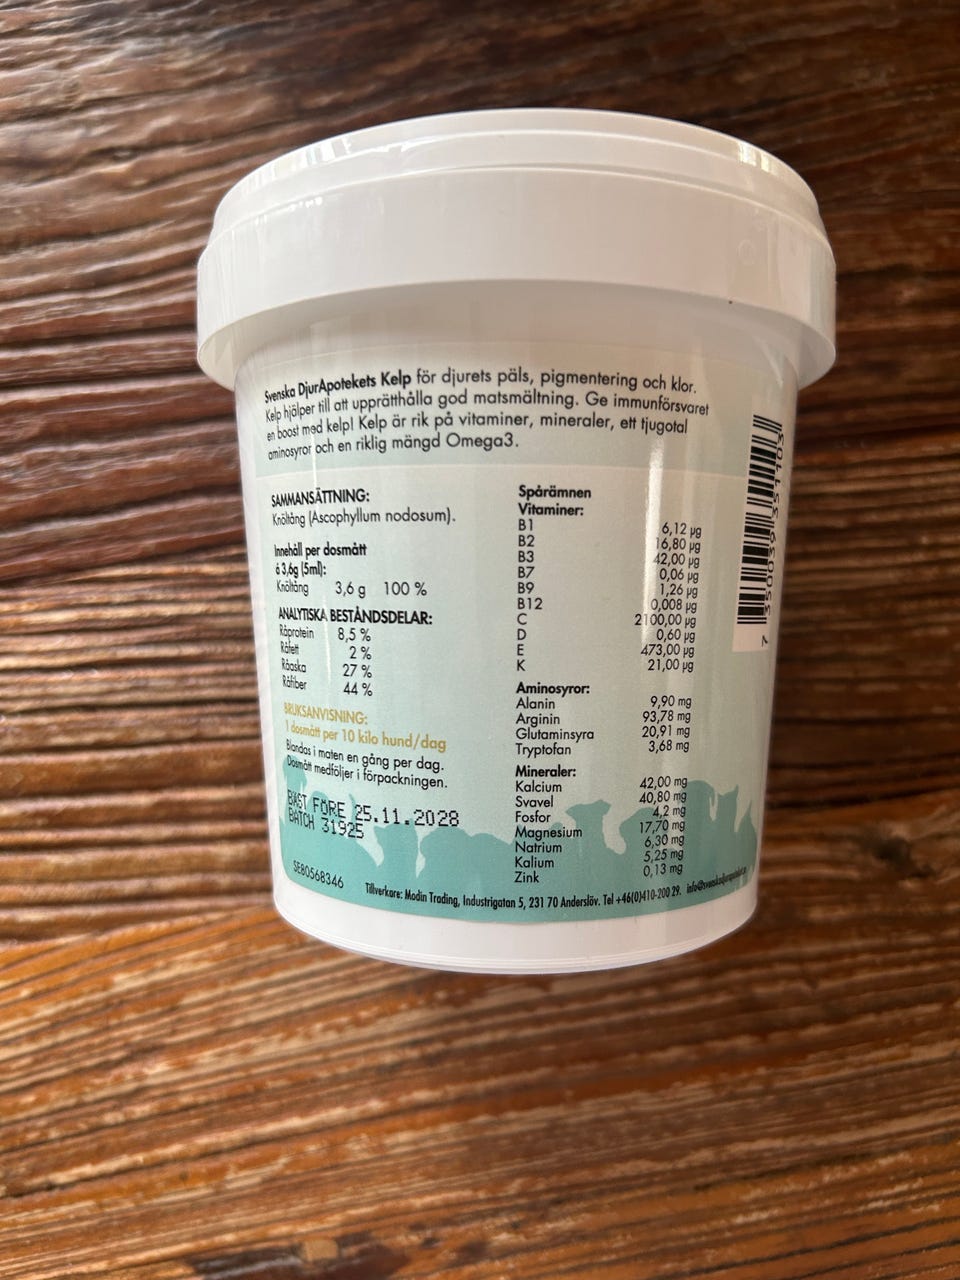 Svenska DjurApotekets Kelp för djurets päls, pigmentering och klor.
Kelp hjälper till att upprätthålla god matsmältning. Ge immunförsvaret
en boost med kelp! Kelp är rik på vitaminer, mineraler, ett tjugotal
aminosyror och en riklig mängd Omega3.
SAMMANSÄTTNING:
Knöltång (Ascophyllum nodosum).
Innehåll per dosmått
á 3,6g (5ml):
Knöltång 3,6 g 100 %
ANALYTISKA BESTÅNDSDELAR:
Råprotein 8,5 %
Råfett 2 %
Råaska 27 %
Råfiber 44 %
BRUKSANVISNING:
1 dosmått per 10 kilo hund/dag
Blandas i maten en gång per dag.
Dosmått medföljer i förpackningen.
BÄST FÖRE 25.11.2028
BATCH 31925
SE80568346
Spårämnen
Vitaminer:
B1 6,12 µg
B2 16,80 µg
B3 42,00 µg
B7 0,06 µg
B9 1,26 µg
B12 0,008 µg
C 2100,00 µg
D 0,60 µg
E 473,00 µg
K 21,00 µg
Aminosyror:
Alanin 9,90 mg
Arginin 93,78 mg
Glutaminsyra 20,91 mg
Tryptofan 3,68 mg
Mineraler:
Kalcium 42,00 mg
Svavel 40,80 mg
Fosfor 4,2 mg
Magnesium 17,70 mg
Natrium 6,30 mg
Kalium 5,25 mg
Zink 0,13 mg
Tillverkare: Modin Trading, Industrigatan 5, 231 70 Anderslöv. Tel +46(0)410-200 29.
7 350039 351103